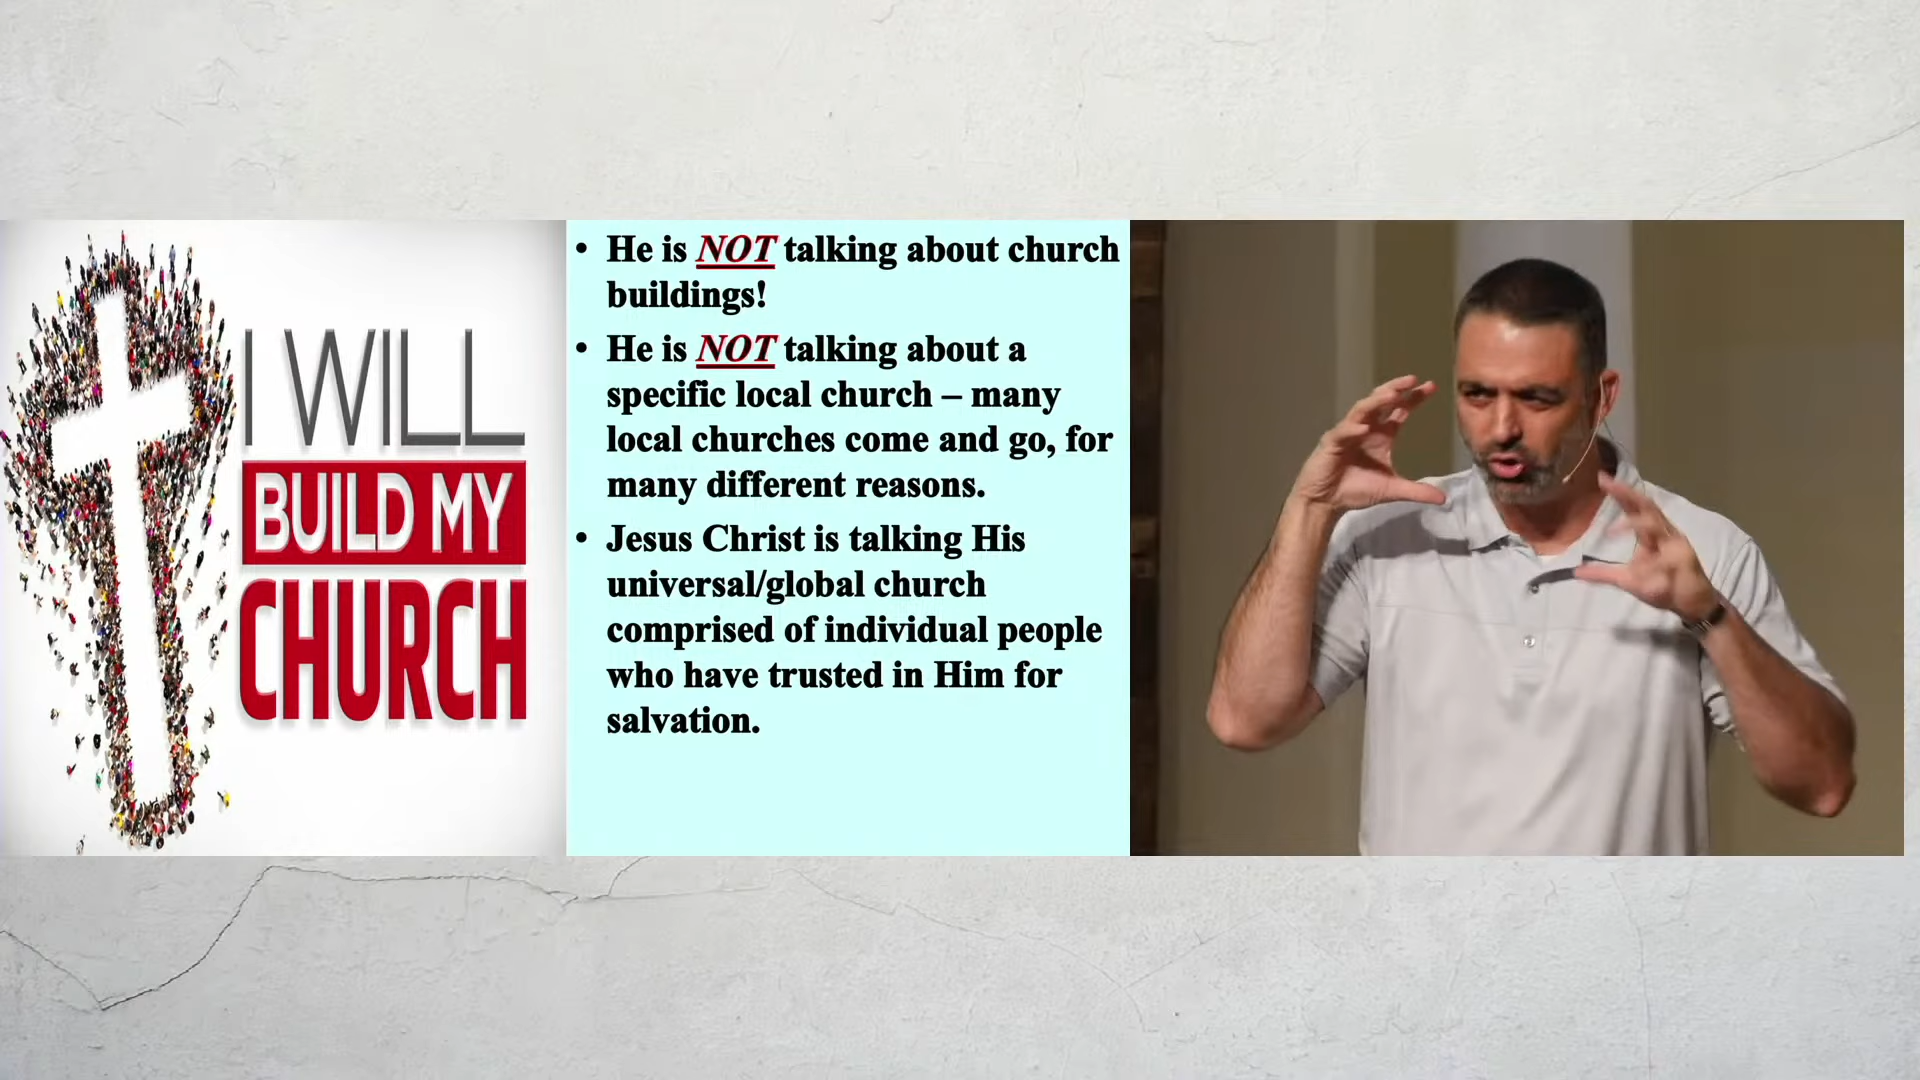 I WILL
BUILD MY
CHURCH
• He is NOT talking about church
buildings!
• He is NOT talking about a
specific local church – many
local churches come and go, for
many different reasons.
• Jesus Christ is talking His
universal/global church
comprised of individual people
who have trusted in Him for
salvation.